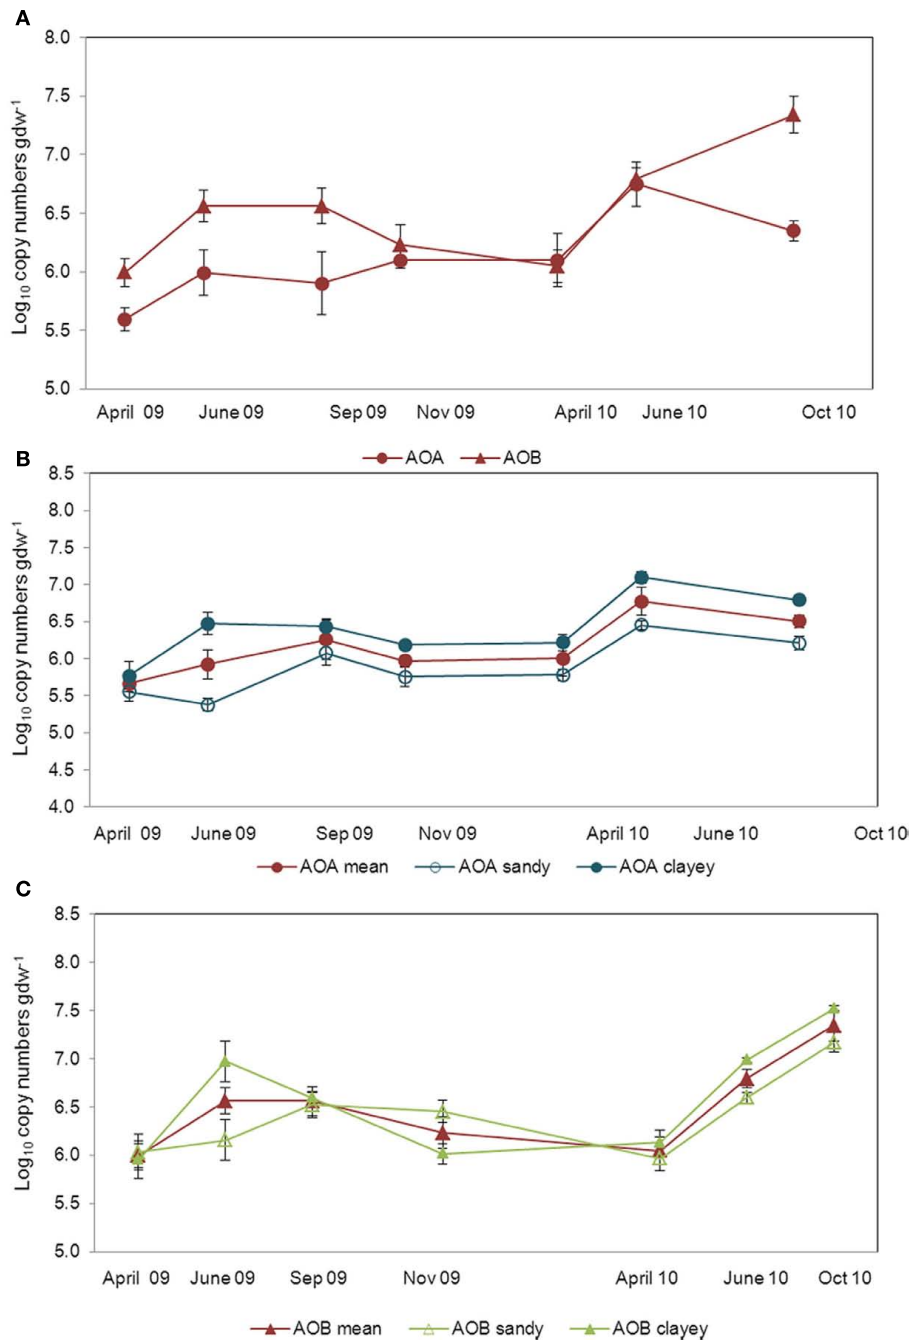 A
8.0
7.5
7.0
6.5
6.0
5.5
5.0
Log10 copy numbers gdw-1
April 09 June 09 Sep 09 Nov 09 April 10 June 10 Oct 10
AOA AOB
B
8.5
8.0
7.5
7.0
6.5
6.0
5.5
5.0
4.5
4.0
Log10 copy numbers gdw-1
April 09 June 09 Sep 09 Nov 09 April 10 June 10 Oct 10
AOA mean AOA sandy AOA clayey
C
8.5
8.0
7.5
7.0
6.5
6.0
5.5
5.0
Log10 copy numbers gdw-1
April 09 June 09 Sep 09 Nov 09 April 10 June 10 Oct 10
AOB mean AOB sandy AOB clayey